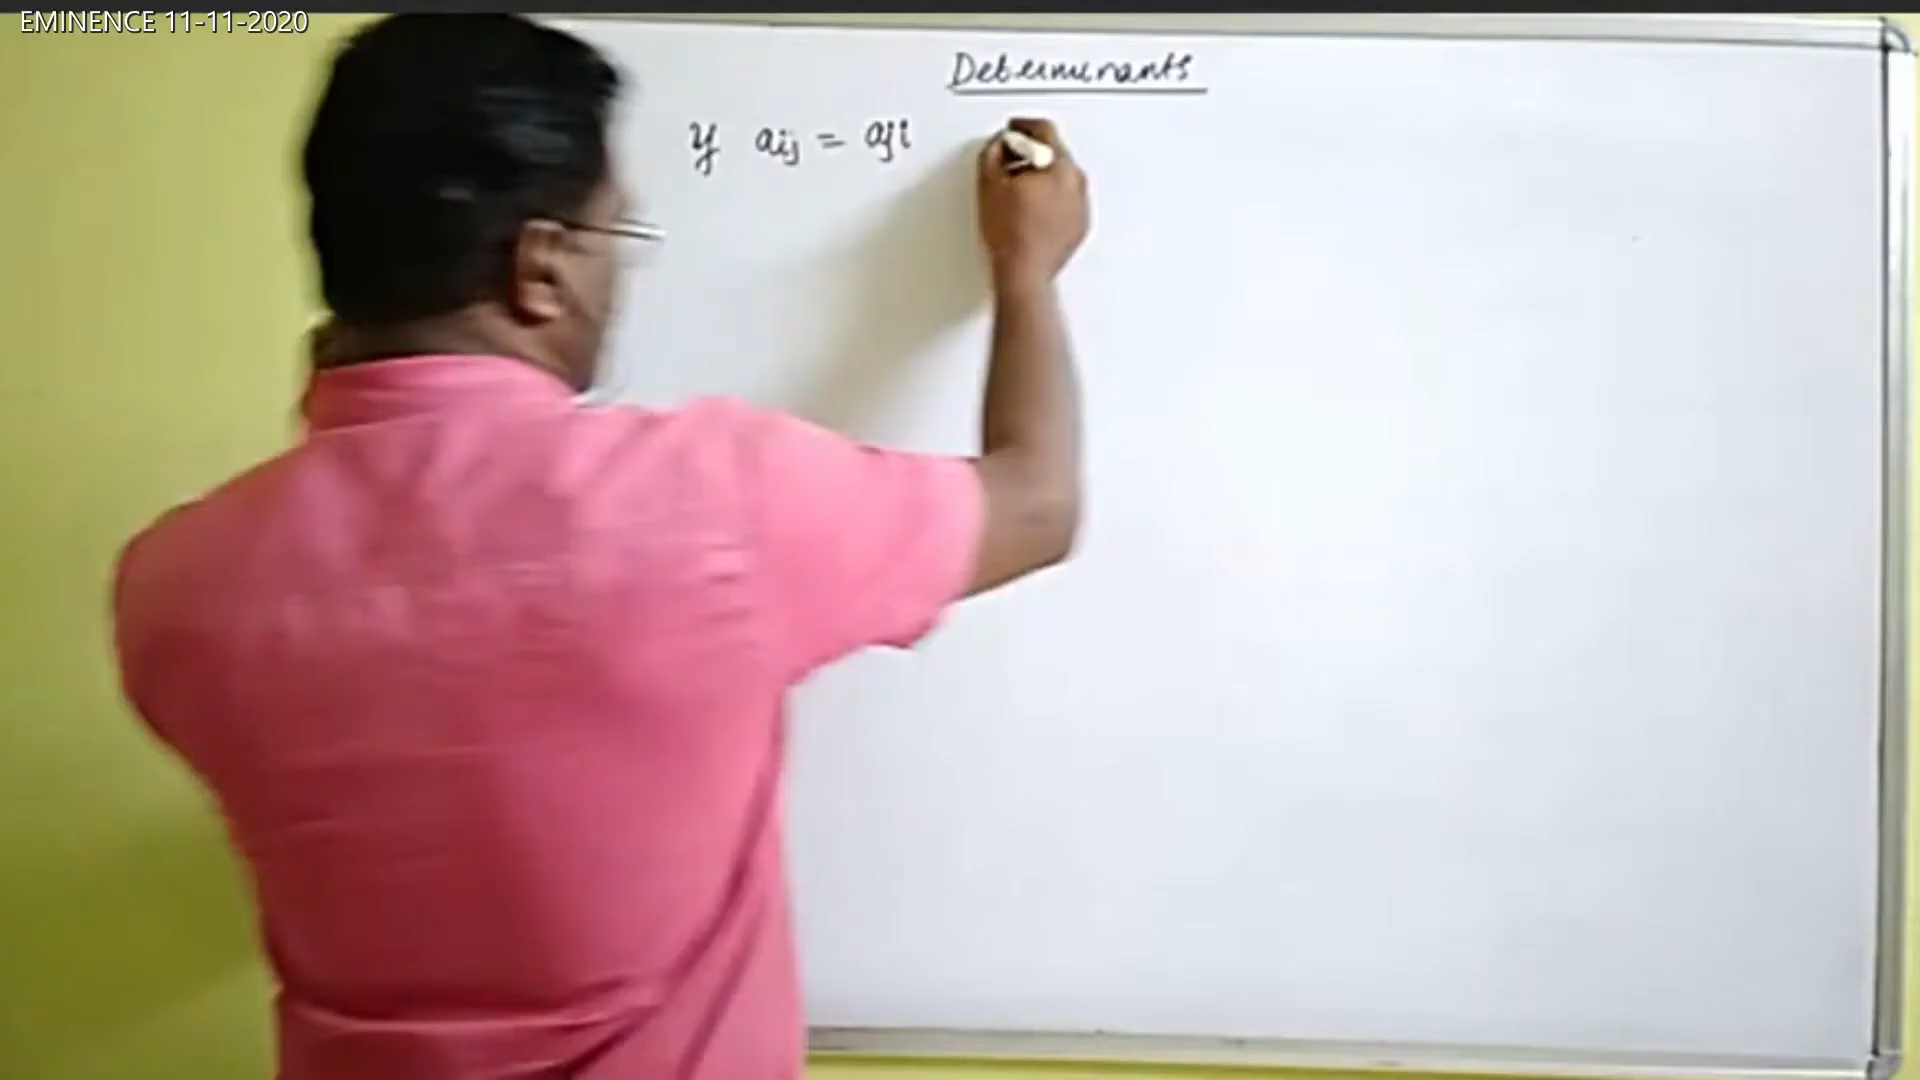 EMINENCE 11-11-2020
Determinants
If aij = aji